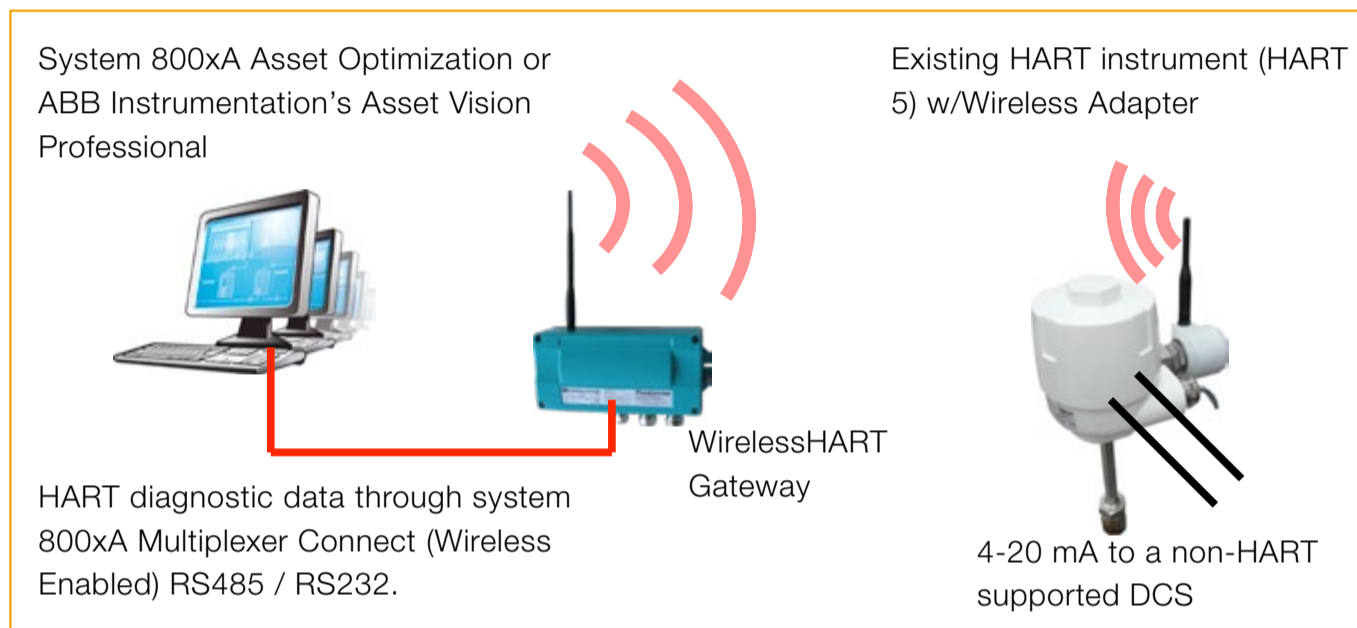 System 800xA Asset Optimization or
ABB Instrumentation's Asset Vision
Professional
Existing HART instrument (HART
5) w/Wireless Adapter
WirelessHART
Gateway
HART diagnostic data through system
800xA Multiplexer Connect (Wireless
Enabled) RS485 / RS232.
4-20 mA to a non-HART
supported DCS